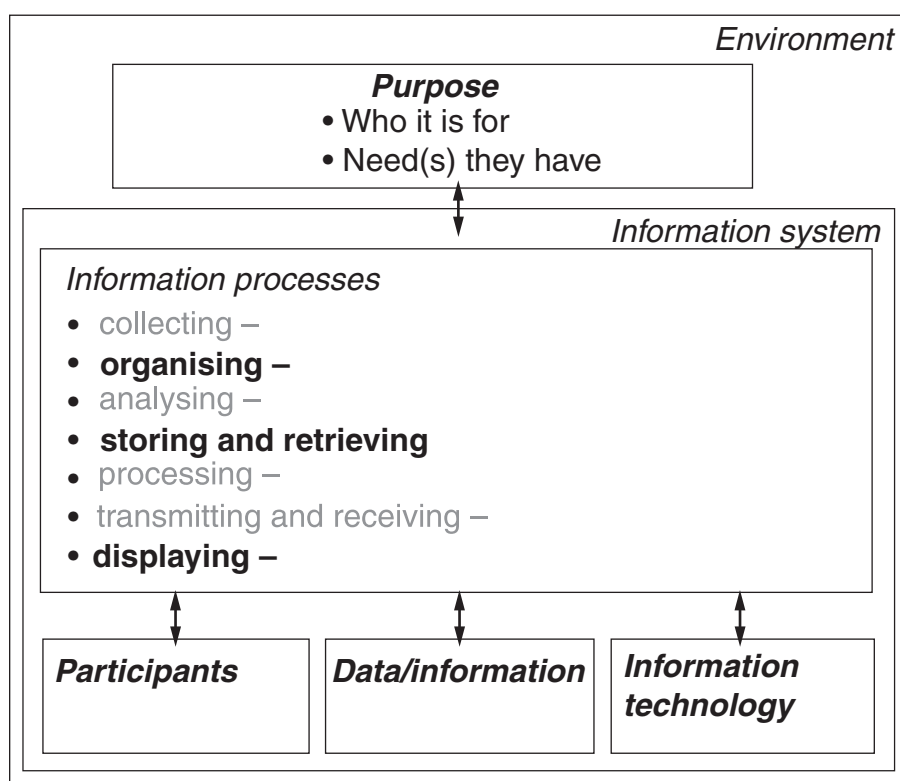 Environment
Purpose
• Who it is for
• Need(s) they have
Information system
Information processes
• collecting –
• organising –
• analysing –
• storing and retrieving
• processing –
• transmitting and receiving –
• displaying –
Participants
Data/information
Information
technology